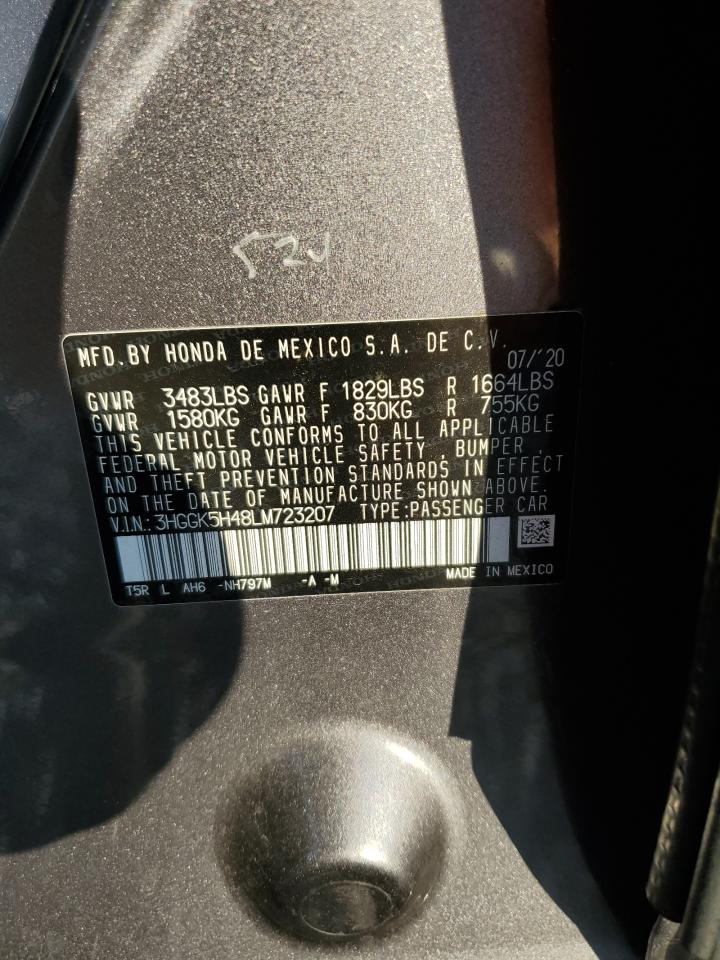 52U
MFD.BY HONDA DE MEXICO S.A. DE C.V.
07/´20
GVWR 3483LBS GAWR F 1829LBS R 1664LBS
GVWR 1580KG GAWR F 830KG R 755KG
THIS VEHICLE CONFORMS TO ALL APPLICABLE
FEDERAL MOTOR VEHICLE SAFETY , BUMPER ,
AND THEFT PREVENTION STANDARDS IN EFFECT
ON THE DATE OF MANUFACTURE SHOWN ABOVE.
V.I.N.: 3HGGK5H48LM723207 TYPE:PASSENGER CAR
T5R L AH6 -NH797M -A -M MADE IN MEXICO